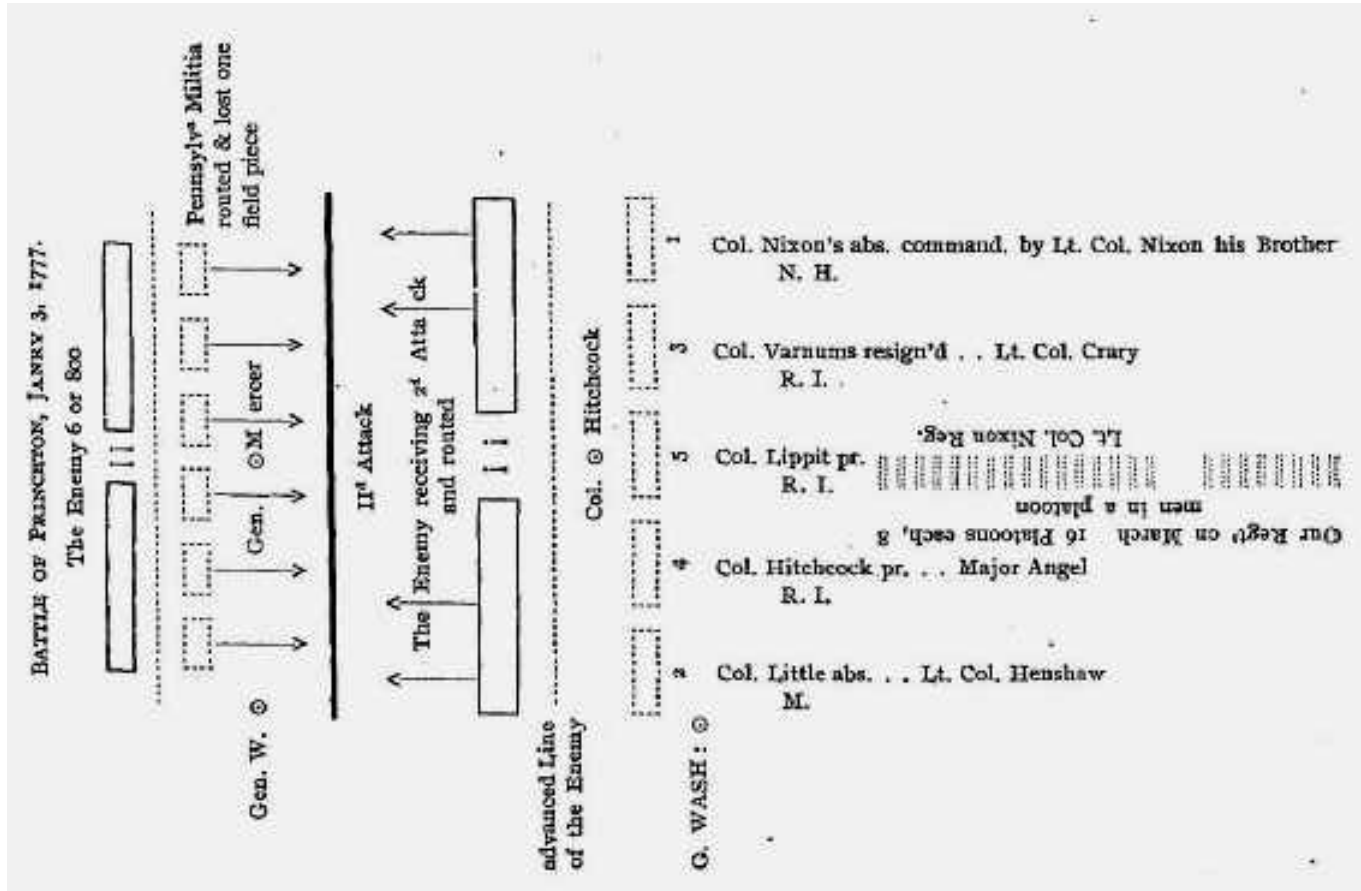 BATTLE OF PRINCETON, JANRY 3, 1777.
The Enemy 6 or 800
Pennsylvª Militia
routed & lost one
field piece
Gen. ⊙ Mercer
Gen. W. ⊙
IIᵈ Attack
The Enemy receiving 2ᵈ Attack
and routed
advanced Line
of the Enemy
Col. ⊙ Hitchcock
G. WASH : ⊙
1
Col. Nixon's abs. command. by Lt. Col. Nixon his Brother
N. H.
3
Col. Varnums resign'd . . Lt. Col. Crary
R. I.
5
Col. Lippit pr.
R. I.
Our Regtˢ on March 16 Platoons each, 8
men in a platoon
Lt. Col. Nixon Reg.
4
Col. Hitchcock pr. . . Major Angel
R. I.
2
Col. Little abs. . . Lt. Col. Henshaw
M.